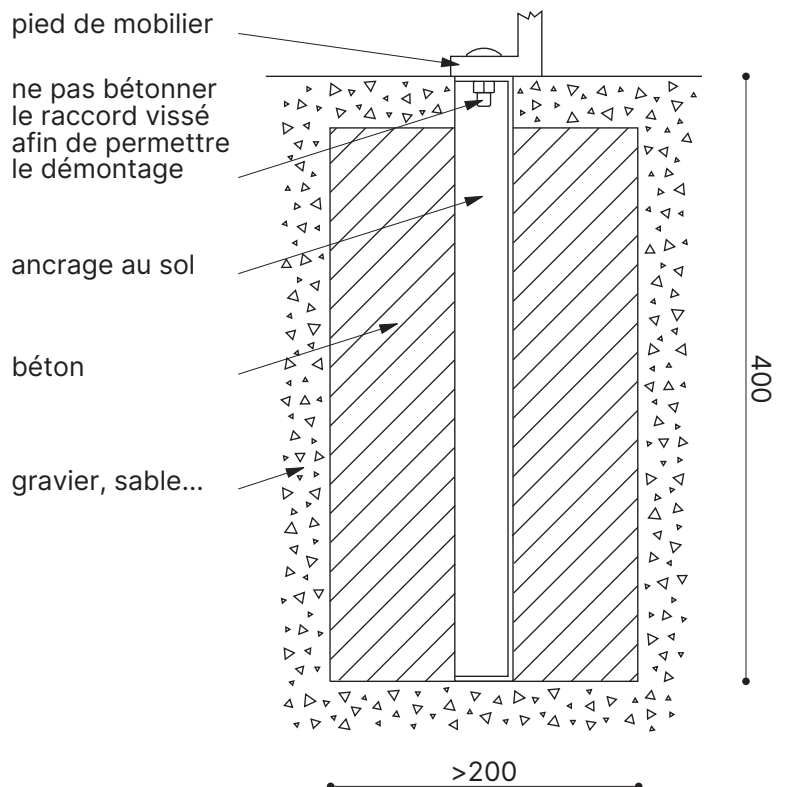 pied de mobilier
ne pas bétonner
le raccord vissé
afin de permettre
le démontage
ancrage au sol
béton
gravier, sable...
400
>200